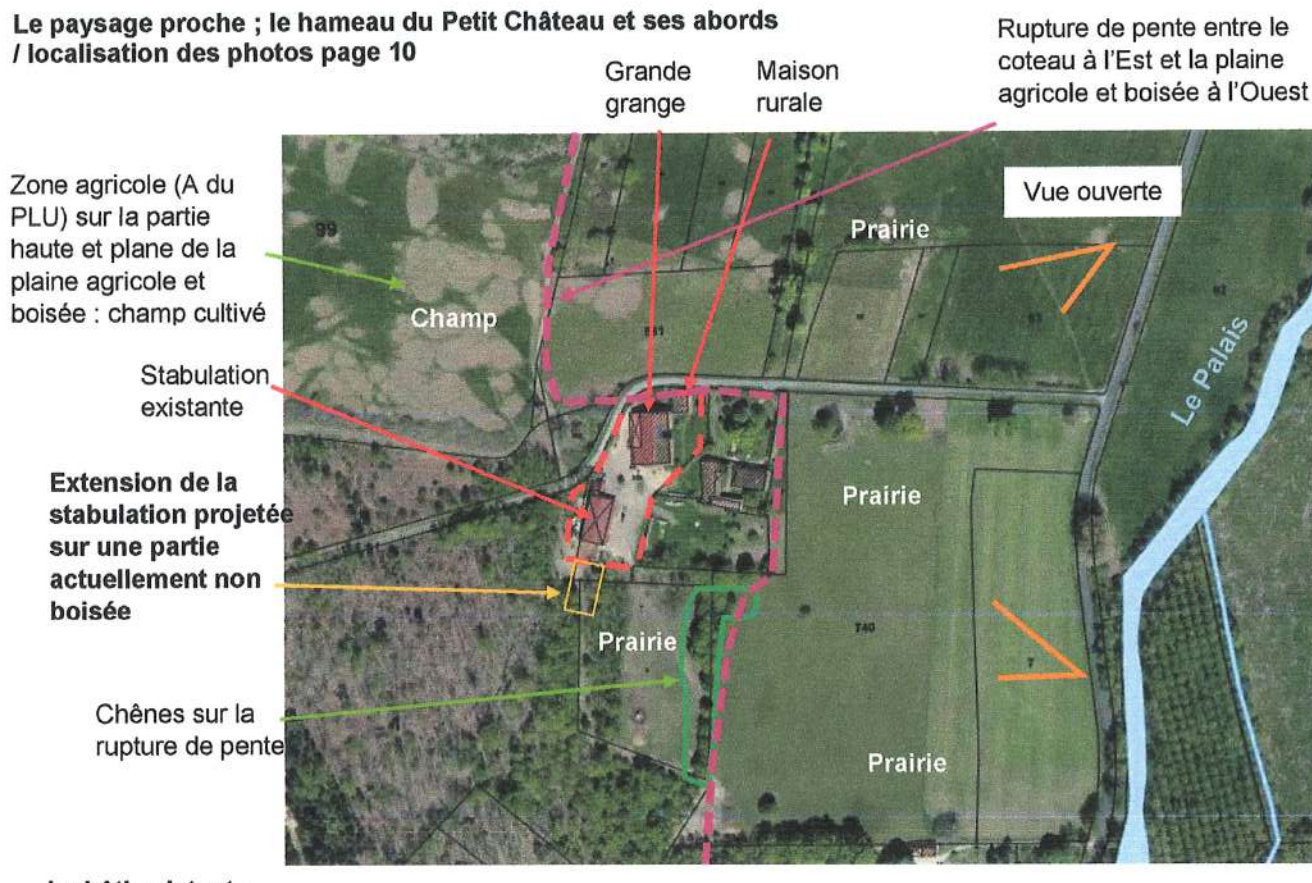 Le paysage proche ; le hameau du Petit Château et ses abords
/ localisation des photos page 10
Grande
grange
Maison
rurale
Rupture de pente entre le
coteau à l'Est et la plaine
agricole et boisée à l'Ouest
Zone agricole (A du
PLU) sur la partie
haute et plane de la
plaine agricole et
boisée : champ cultivé
99
Vue ouverte
Prairie
Champ
Le Palais
Stabulation
existante
Extension de la
stabulation projetée
sur une partie
actuellement non
boisée
Prairie
Prairie
740
Chênes sur la
rupture de pente
Prairie